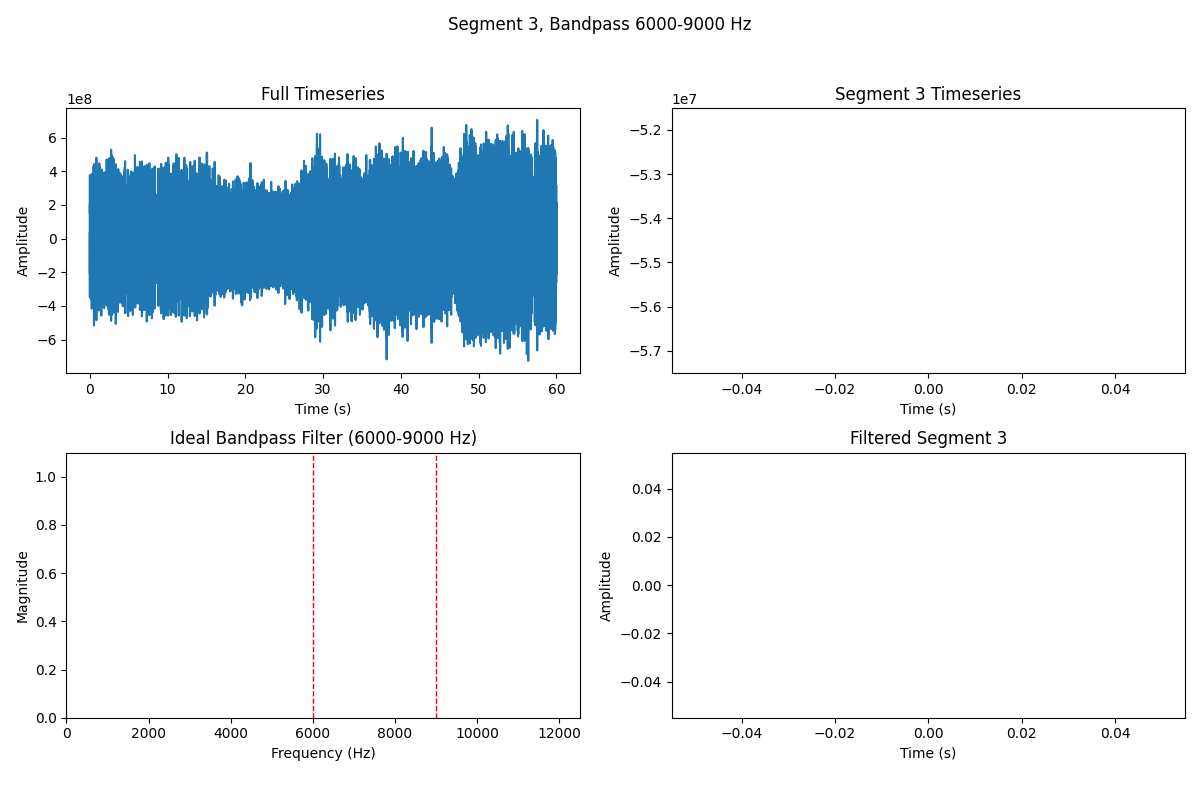 Segment 3, Bandpass 6000-9000 Hz
Full Timeseries
1e8
6
4
2
0
−2
−4
−6
Amplitude
0 10 20 30 40 50 60
Time (s)
Segment 3 Timeseries
1e7
−5.2
−5.3
−5.4
−5.5
−5.6
−5.7
Amplitude
−0.04 −0.02 0.00 0.02 0.04
Time (s)
Ideal Bandpass Filter (6000-9000 Hz)
1.0
0.8
0.6
0.4
0.2
0.0
Magnitude
0 2000 4000 6000 8000 10000 12000
Frequency (Hz)
Filtered Segment 3
0.04
0.02
0.00
−0.02
−0.04
Amplitude
−0.04 −0.02 0.00 0.02 0.04
Time (s)